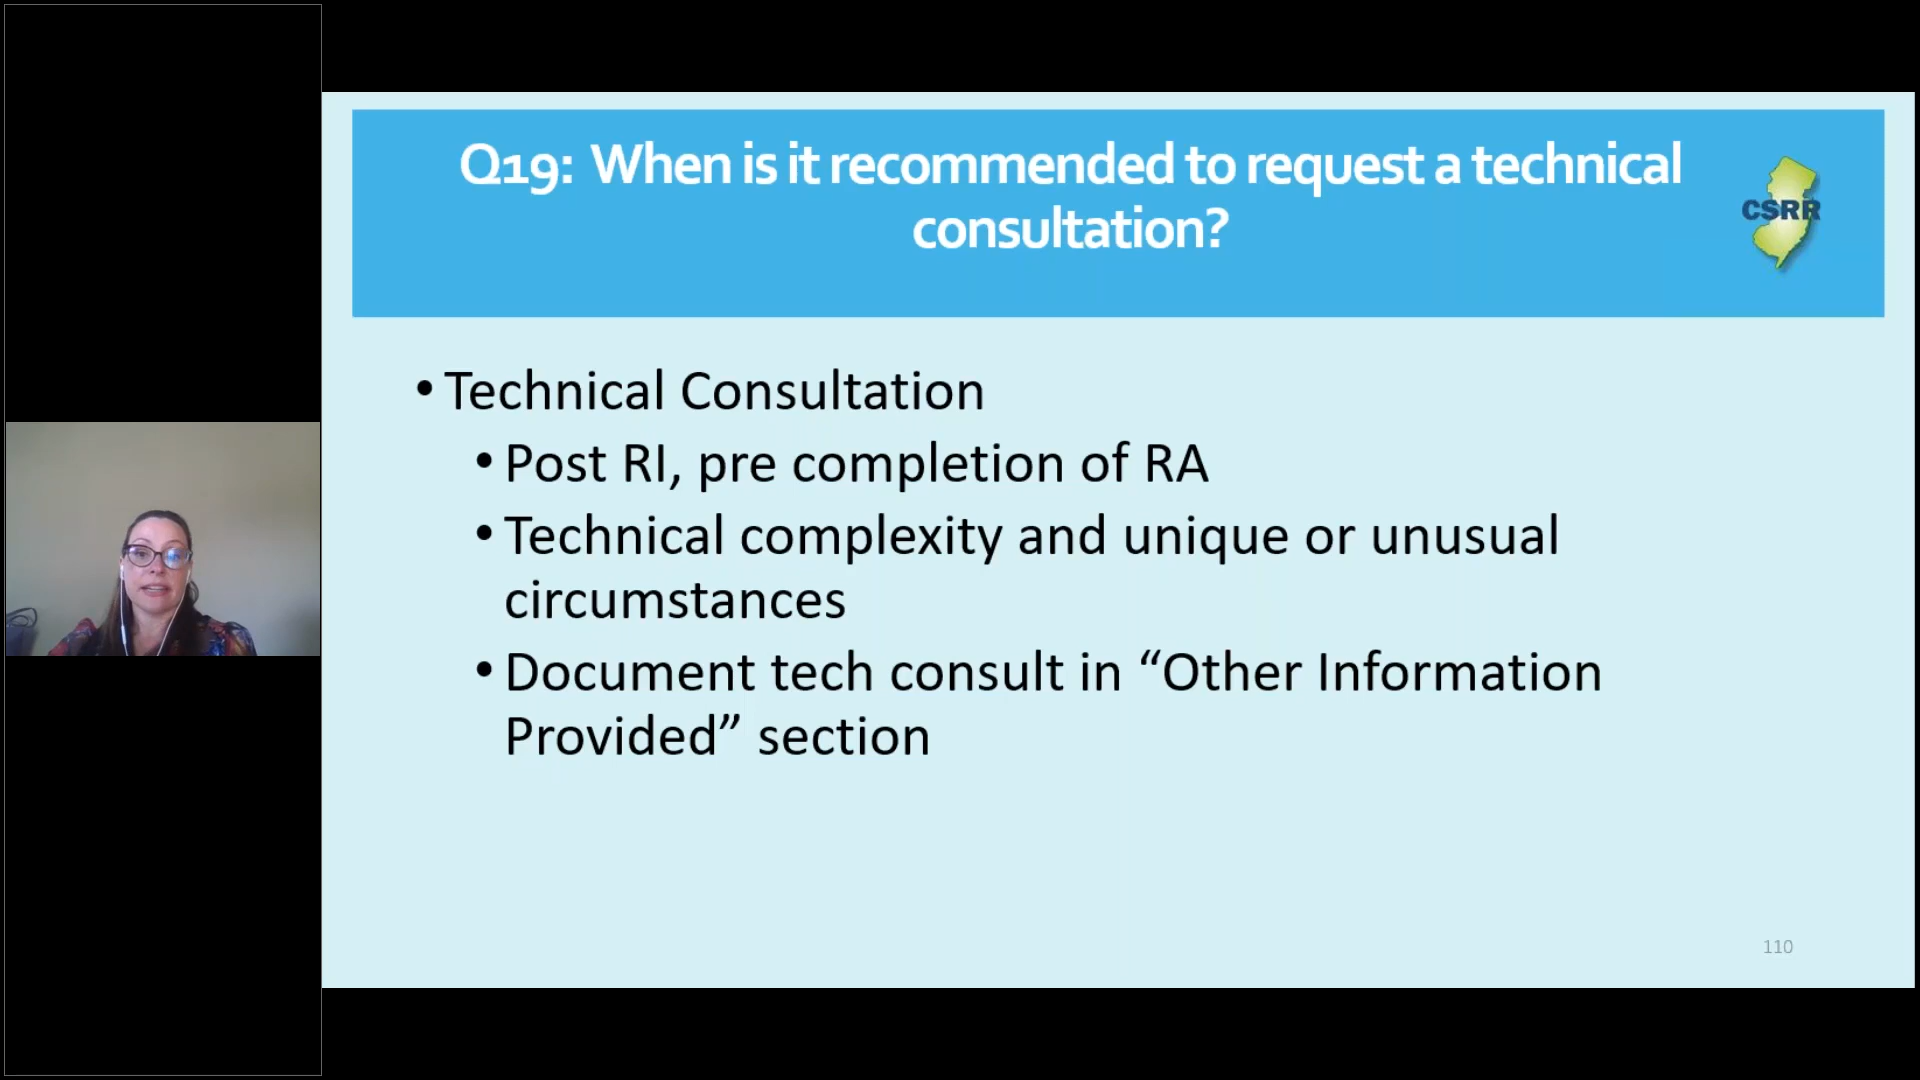 Q19: When is it recommended to request a technical
consultation?
CSRR
• Technical Consultation
• Post RI, pre completion of RA
• Technical complexity and unique or unusual
circumstances
• Document tech consult in “Other Information
Provided” section
110